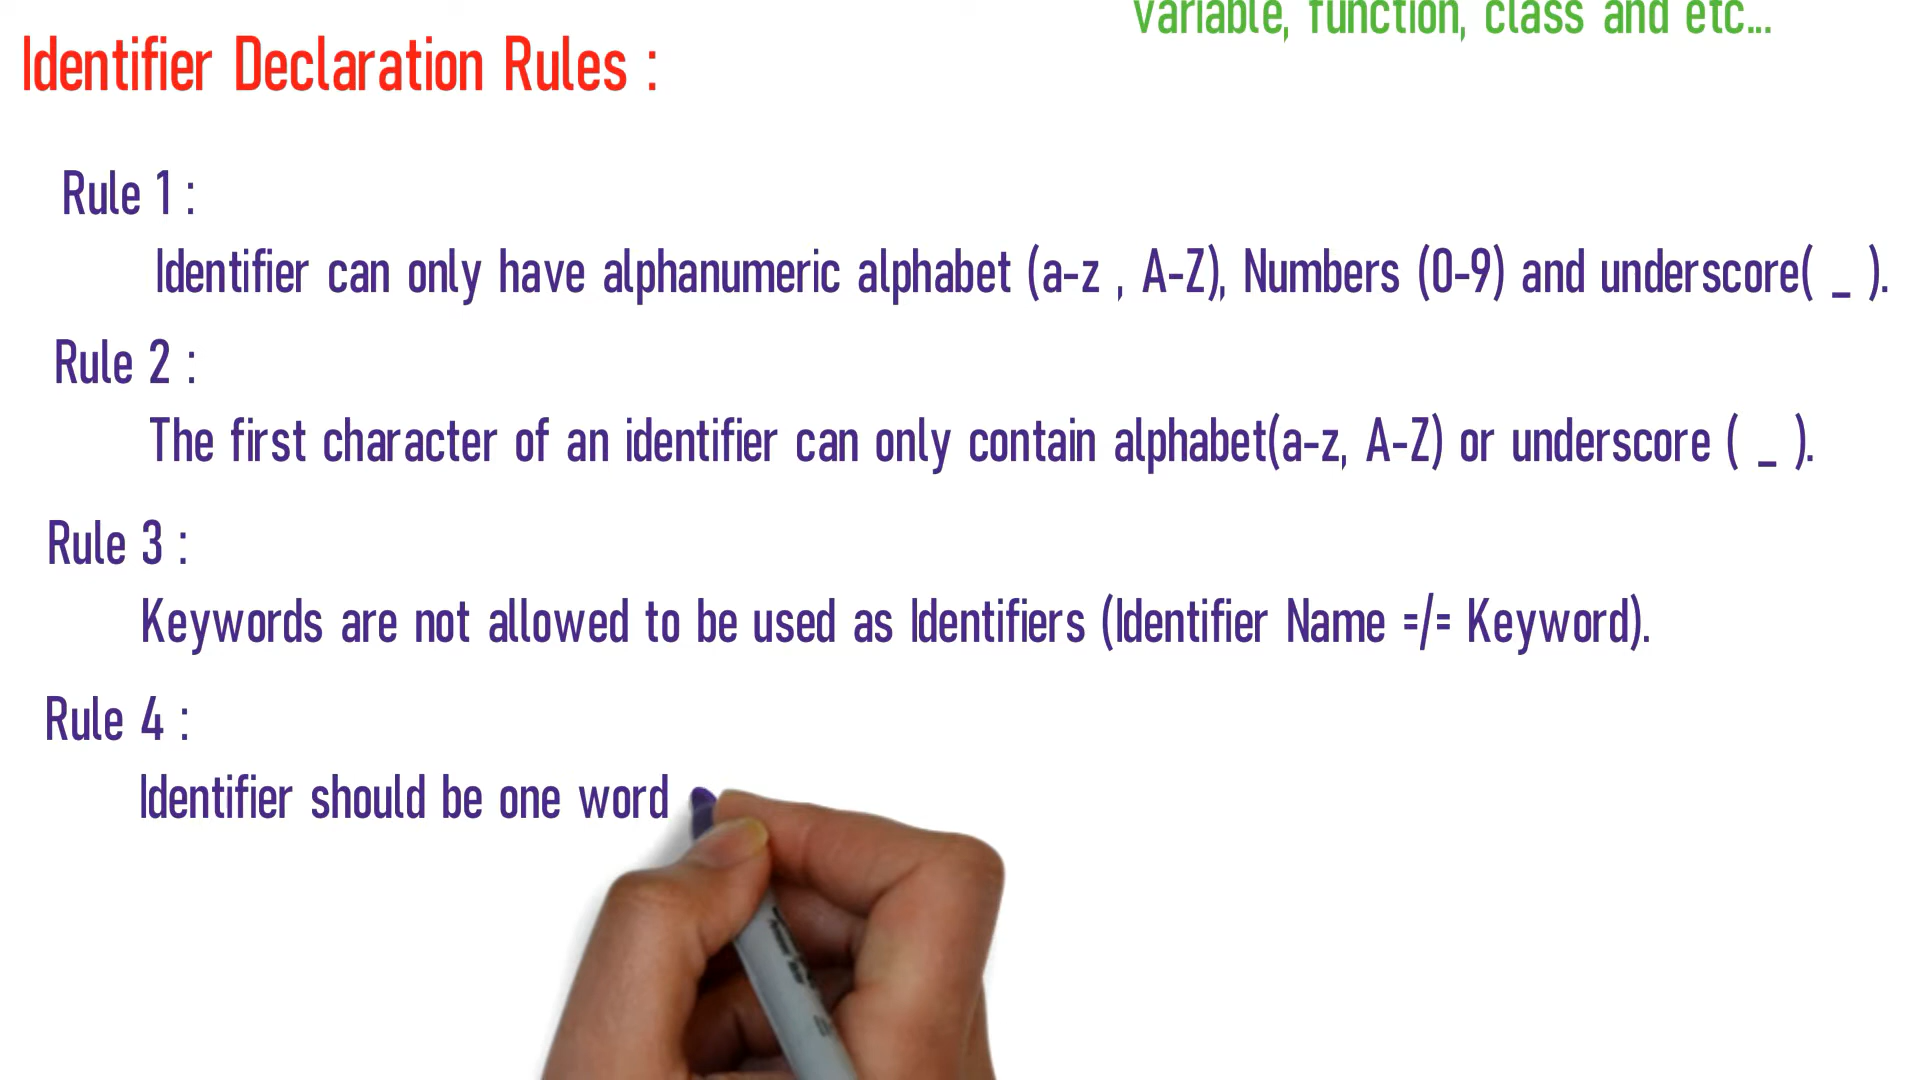 variable, function, class and etc...
Identifier Declaration Rules :
Rule 1 :
Identifier can only have alphanumeric alphabet (a-z , A-Z), Numbers (0-9) and underscore( _ ).
Rule 2 :
The first character of an identifier can only contain alphabet(a-z, A-Z) or underscore ( _ ).
Rule 3 :
Keywords are not allowed to be used as Identifiers (Identifier Name =/= Keyword).
Rule 4 :
Identifier should be one word